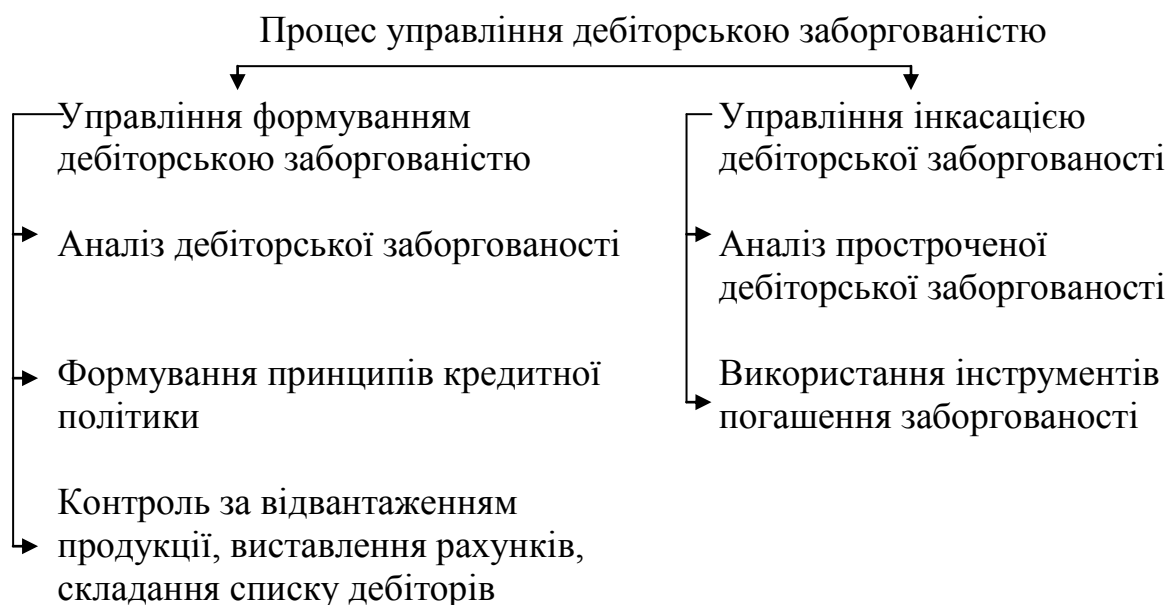 Процес управління дебіторською заборгованістю
Управління формуванням
дебіторською заборгованістю
Аналіз дебіторської заборгованості
Формування принципів кредитної
політики
Контроль за відвантаженням
продукції, виставлення рахунків,
складання списку дебіторів
Управління інкасацією
дебіторської заборгованості
Аналіз простроченої
дебіторської заборгованості
Використання інструментів
погашення заборгованості